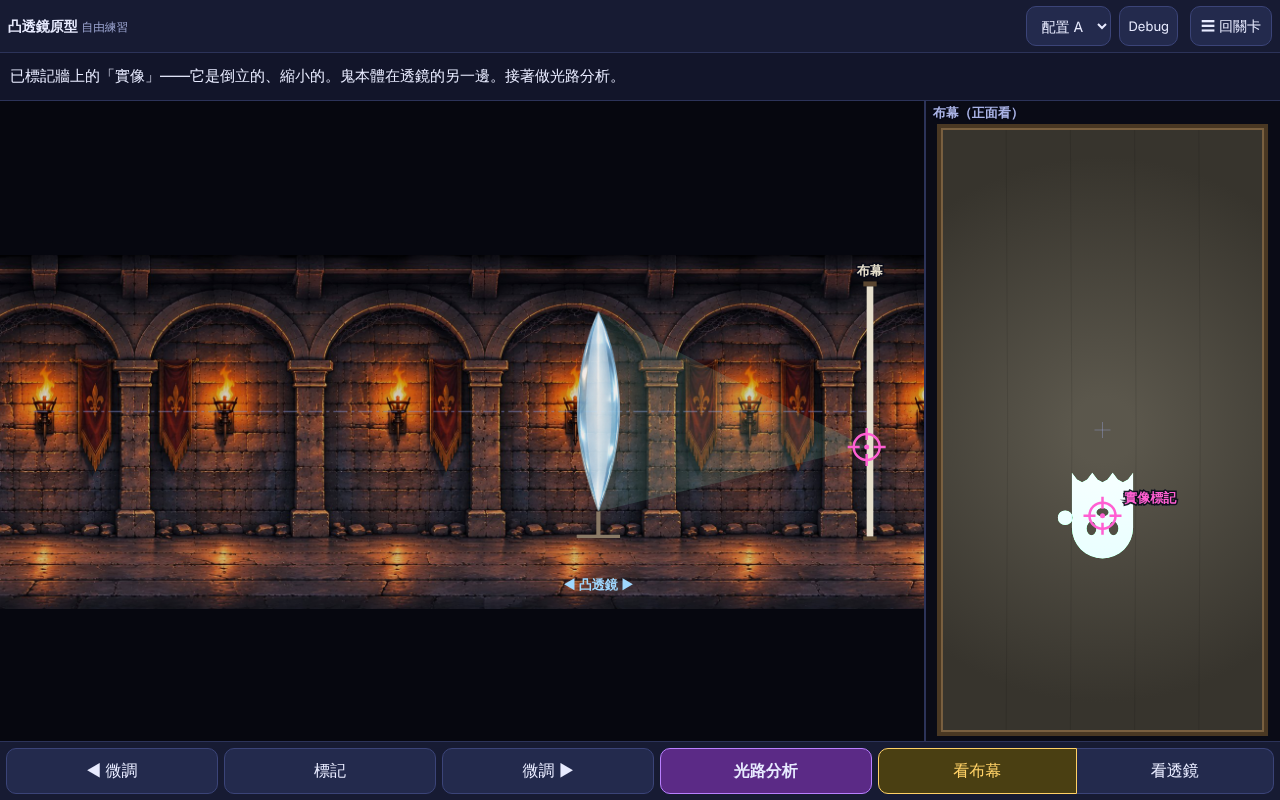 凸透鏡原型 自由練習
配置 A
Debug
☰ 回關卡
已標記牆上的「實像」——它是倒立的、縮小的。鬼本體在透鏡的另一邊。接著做光路分析。
布幕（正面看）
布幕
實像標記
◀ 凸透鏡 ▶
◀ 微調
標記
微調 ▶
光路分析
看布幕
看透鏡